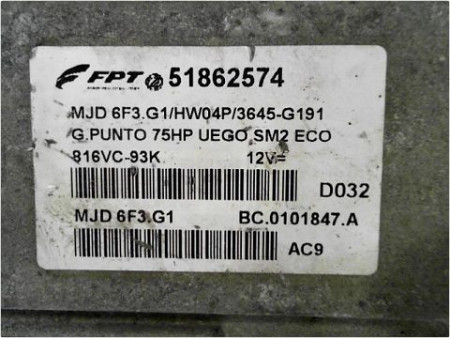 FPT 51862574
MJD 6F3.G1/HW04P/3645-G191
G.PUNTO 75HP UEGO SM2 ECO
816VC-93K 12V=
D032
MJD 6F3.G1 BC.0101847.A
AC9